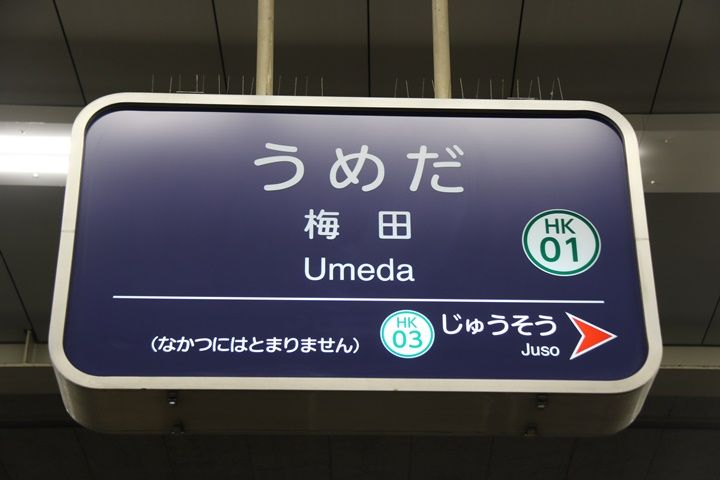 うめだ
梅田
Umeda
HK
01
(なかつにはとまりません)
HK
03
じゅうそう
Juso